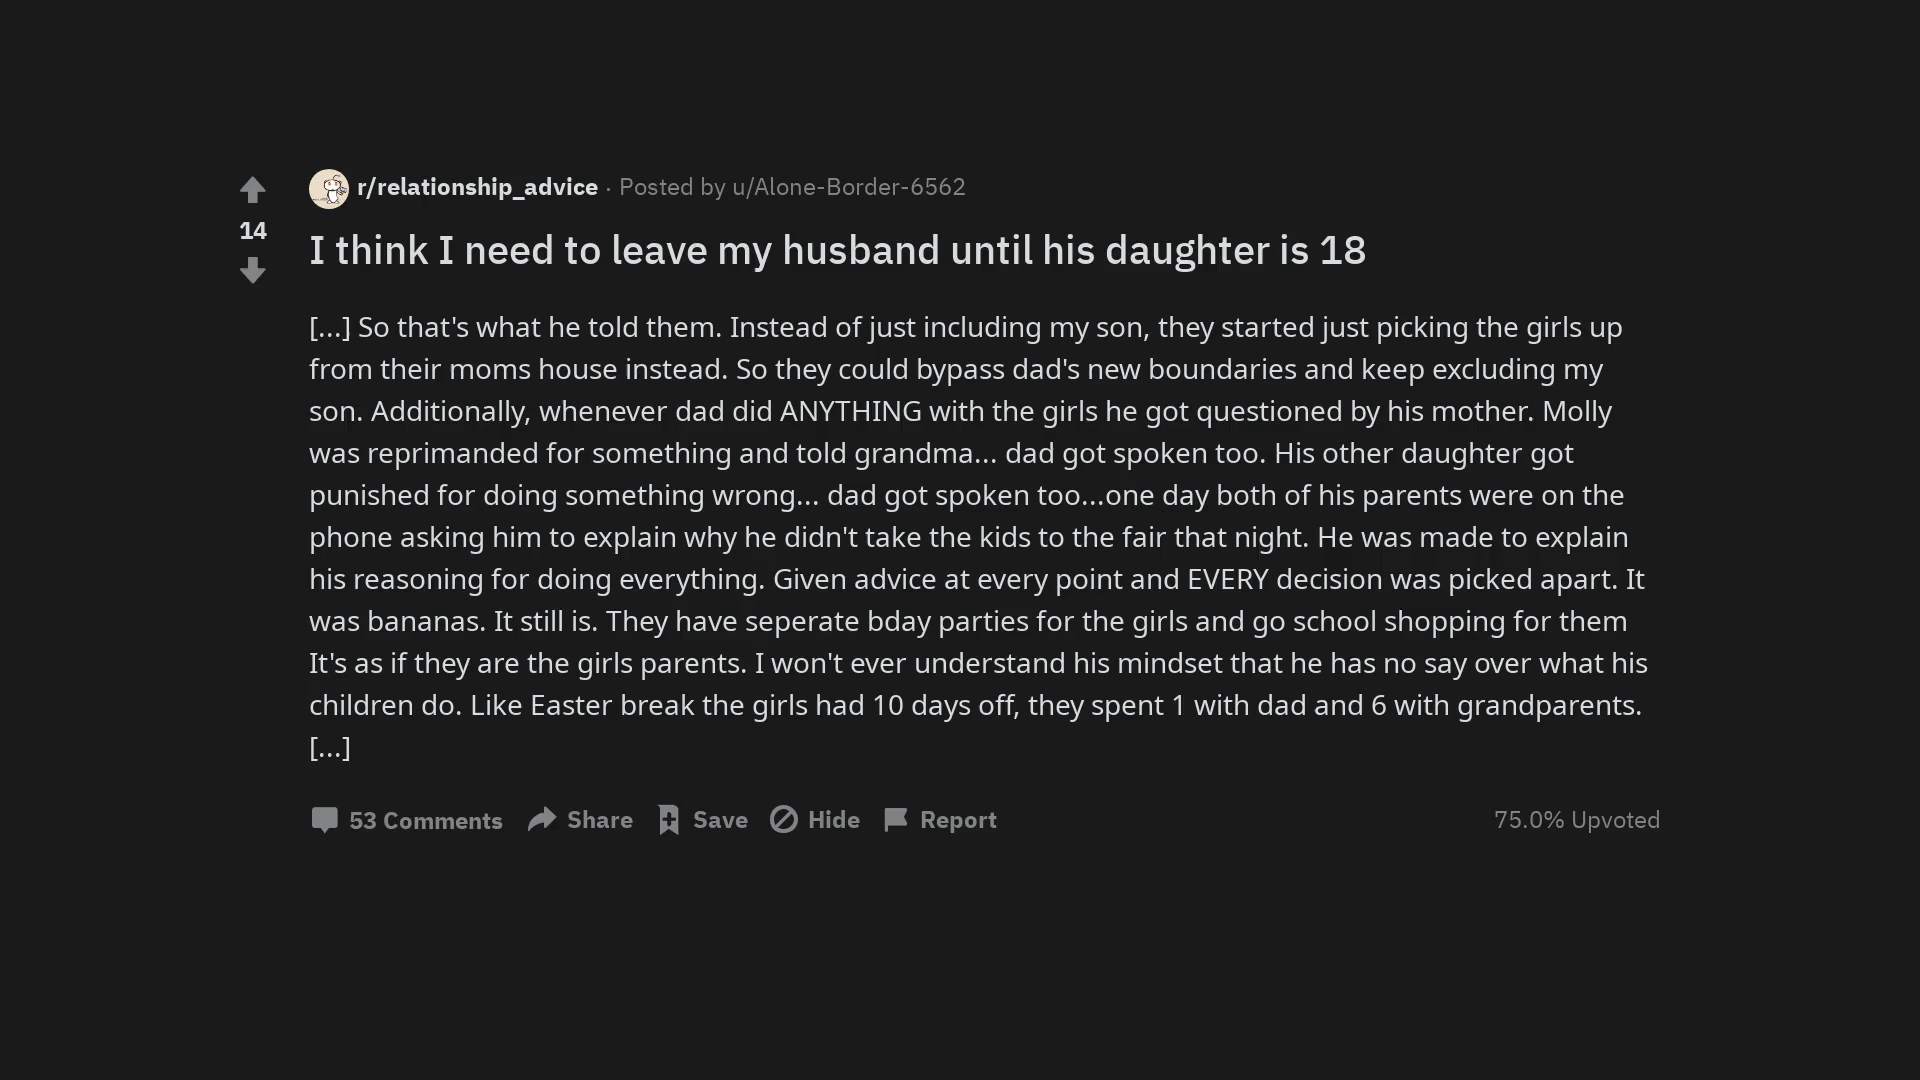 r/relationship_advice · Posted by u/Alone-Border-6562
14
I think I need to leave my husband until his daughter is 18
[...] So that's what he told them. Instead of just including my son, they started just picking the girls up
from their moms house instead. So they could bypass dad's new boundaries and keep excluding my
son. Additionally, whenever dad did ANYTHING with the girls he got questioned by his mother. Molly
was reprimanded for something and told grandma... dad got spoken too. His other daughter got
punished for doing something wrong... dad got spoken too...one day both of his parents were on the
phone asking him to explain why he didn't take the kids to the fair that night. He was made to explain
his reasoning for doing everything. Given advice at every point and EVERY decision was picked apart. It
was bananas. It still is. They have seperate bday parties for the girls and go school shopping for them
It's as if they are the girls parents. I won't ever understand his mindset that he has no say over what his
children do. Like Easter break the girls had 10 days off, they spent 1 with dad and 6 with grandparents.
[...]
53 Comments Share Save Hide Report 75.0% Upvoted